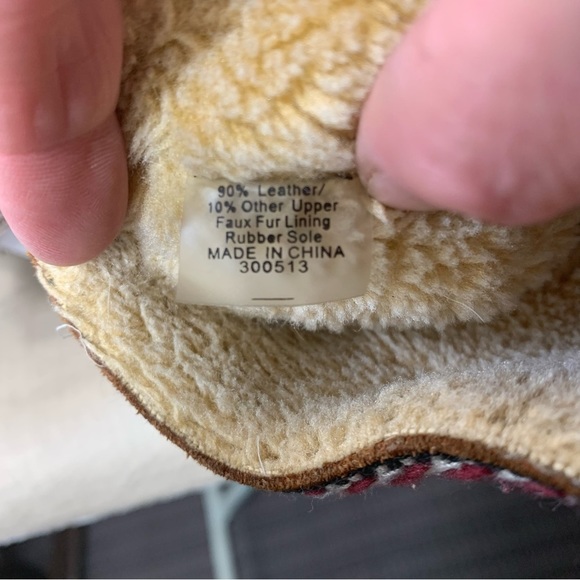 90% Leather/
10% Other Upper
Faux Fur Lining
Rubber Sole
MADE IN CHINA
300513